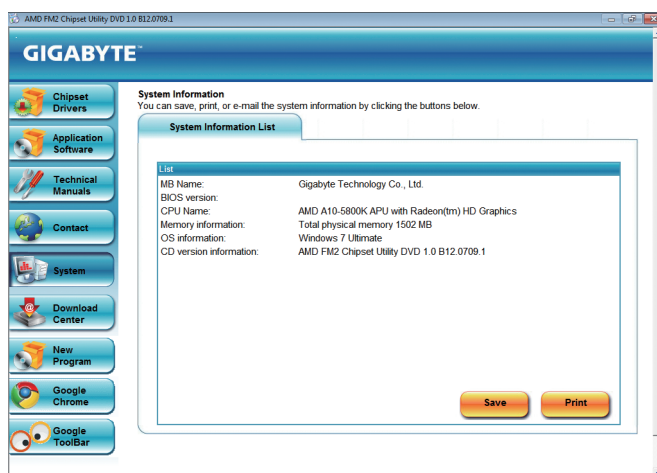 AMD FM2 Chipset Utility DVD 1.0 B12.0709.1
GIGABYTE™
Chipset
Drivers
Application
Software
Technical
Manuals
Contact
System
Download
Center
New
Program
Google
Chrome
Google
ToolBar
System Information
You can save, print, or e-mail the system information by clicking the buttons below.
System Information List
List
MB Name: Gigabyte Technology Co., Ltd.
BIOS version:
CPU Name: AMD A10-5800K APU with Radeon(tm) HD Graphics
Memory information: Total physical memory 1502 MB
OS information: Windows 7 Ultimate
CD version information: AMD FM2 Chipset Utility DVD 1.0 B12.0709.1
Save Print